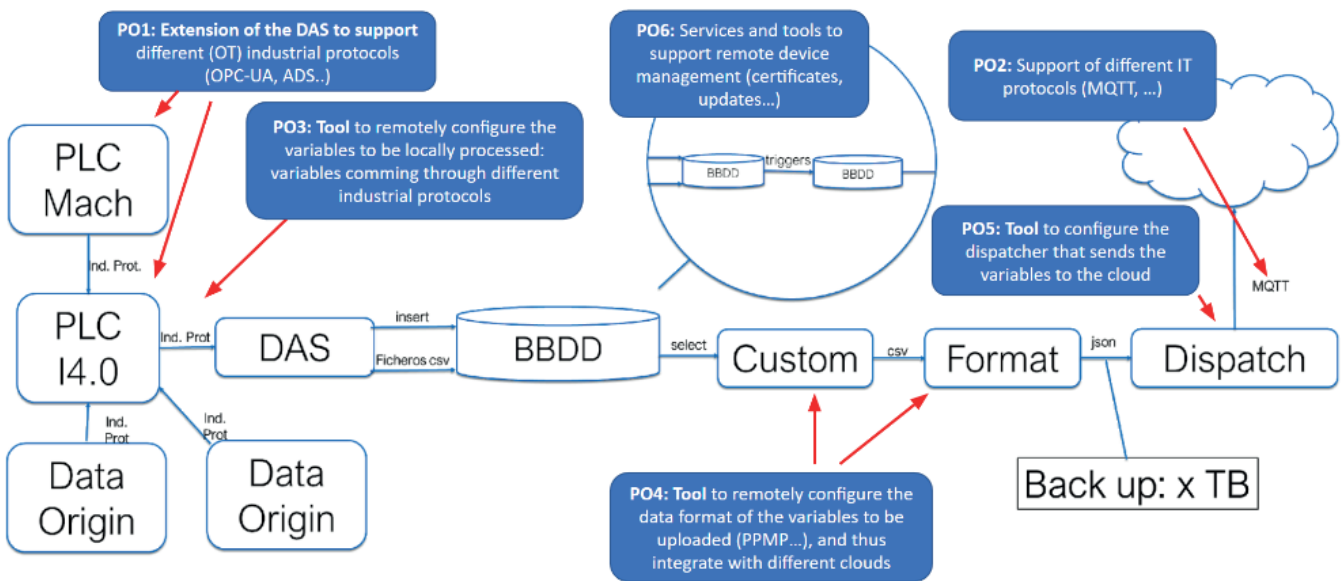 PO1: Extension of the DAS to support
different (OT) industrial protocols
(OPC-UA, ADS..)
PO6: Services and tools to
support remote device
management (certificates,
updates...)
PO2: Support of different IT
protocols (MQTT, ...)
PO3: Tool to remotely configure the
variables to be locally processed:
variables comming through different
industrial protocols
PLC
Mach
triggers
BBDD
BBDD
PO5: Tool to configure the
dispatcher that sends the
variables to the cloud
Ind. Prot.
MQTT
PLC
I4.0
Ind. Prot
DAS
insert
Ficheros csv
BBDD
select
Custom
csv
Format
json
Dispatch
Ind.
Prot
Ind.
Prot
Data
Origin
Data
Origin
PO4: Tool to remotely configure the
data format of the variables to be
uploaded (PPMP...), and thus
integrate with different clouds
Back up: x TB